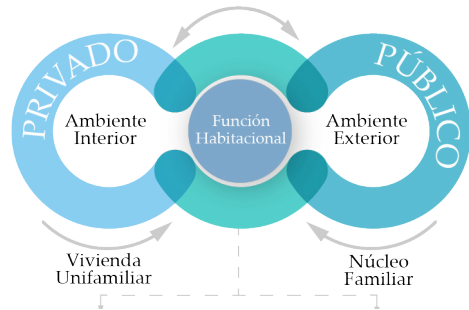 PRIVADO
PÚBLICO
Ambiente
Interior
Función
Habitacional
Ambiente
Exterior
Vivienda
Unifamiliar
Núcleo
Familiar